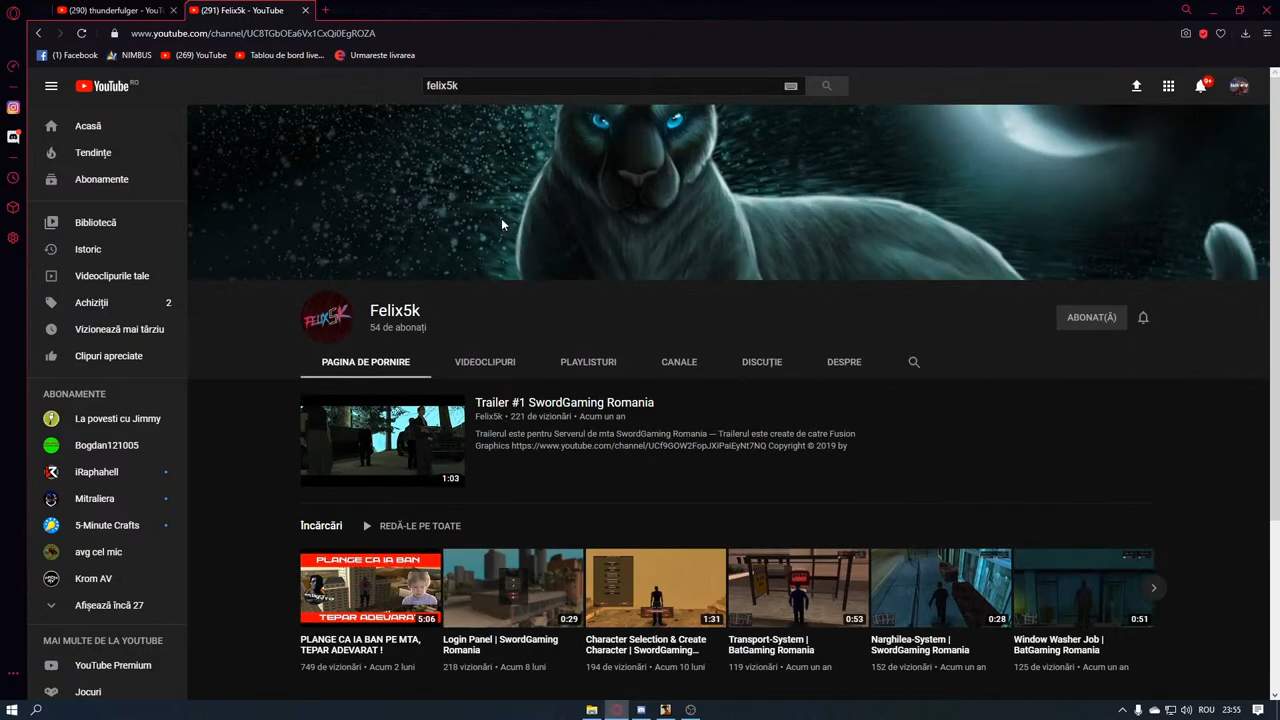 (290) thunderfulger - YouTu
(291) Felix5k - YouTube
www.youtube.com/channel/UC8TGbOEa6Vx1CxQi0EgROZA
(1) Facebook
NIMBUS
(269) YouTube
Tablou de bord live...
Urmareste livrarea
YouTube RO
felix5k
9+
Acasă
Tendințe
Abonamente
Bibliotecă
Istoric
Videoclipurile tale
Achiziții 2
Vizionează mai târziu
Clipuri apreciate
ABONAMENTE
La povesti cu Jimmy
Bogdan121005
iRaphahell
Mitraliera
5-Minute Crafts
avg cel mic
Krom AV
Afișează încă 27
MAI MULTE DE LA YOUTUBE
YouTube Premium
Jocuri
FELIX5K
Felix5k
54 de abonați
ABONAT(Ă)
PAGINA DE PORNIRE
VIDEOCLIPURI
PLAYLISTURI
CANALE
DISCUȚIE
DESPRE
1:03
Trailer #1 SwordGaming Romania
Felix5k • 221 de vizionări • Acum un an
Trailerul este pentru Serverul de mta SwordGaming Romania — Trailerul este creat de catre Fusion
Graphics https://www.youtube.com/channel/UCf9GOW2FopJXiPaiEyNt7NQ Copyright © 2019 by
Încărcări
REDĂ-LE PE TOATE
PLANGE CA IA BAN
TEPAR ADEVARAT
5:06
PLANGE CA IA BAN PE MTA,
TEPAR ADEVARAT !
749 de vizionări • Acum 2 luni
0:29
Login Panel | SwordGaming
Romania
218 vizionări • Acum 8 luni
1:31
Character Selection & Create
Character | SwordGaming...
194 de vizionări • Acum 10 luni
0:53
Transport-System |
BatGaming Romania
119 vizionări • Acum un an
0:28
Narghilea-System |
SwordGaming Romania
152 de vizionări • Acum un an
0:51
Window Washer Job |
BatGaming Romania
125 de vizionări • Acum un an
ROU
23:55